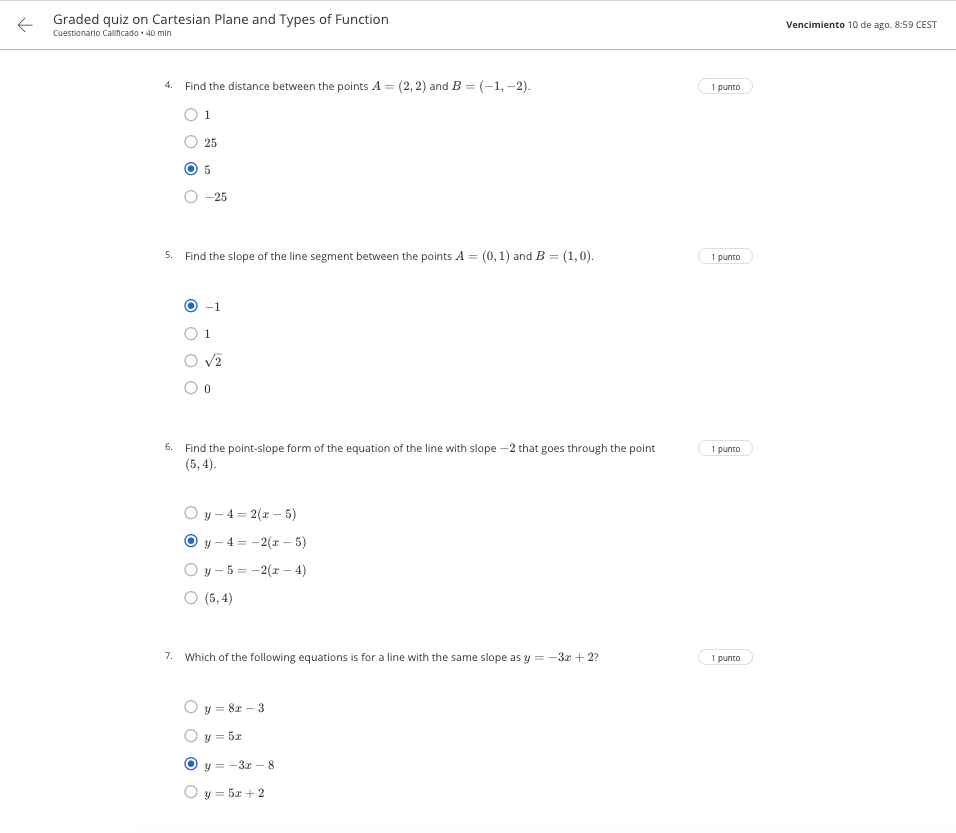 Graded quiz on Cartesian Plane and Types of Function
Cuestionario Calificado • 40 min
Vencimiento 10 de ago. 8:59 CEST
4. Find the distance between the points A = (2, 2) and B = (−1, −2).
1 punto
1
25
5
−25
5. Find the slope of the line segment between the points A = (0, 1) and B = (1, 0).
1 punto
−1
1
√2
0
6. Find the point-slope form of the equation of the line with slope −2 that goes through the point
(5, 4).
1 punto
y − 4 = 2(x − 5)
y − 4 = −2(x − 5)
y − 5 = −2(x − 4)
(5, 4)
7. Which of the following equations is for a line with the same slope as y = −3x + 2?
1 punto
y = 8x − 3
y = 5x
y = −3x − 8
y = 5x + 2